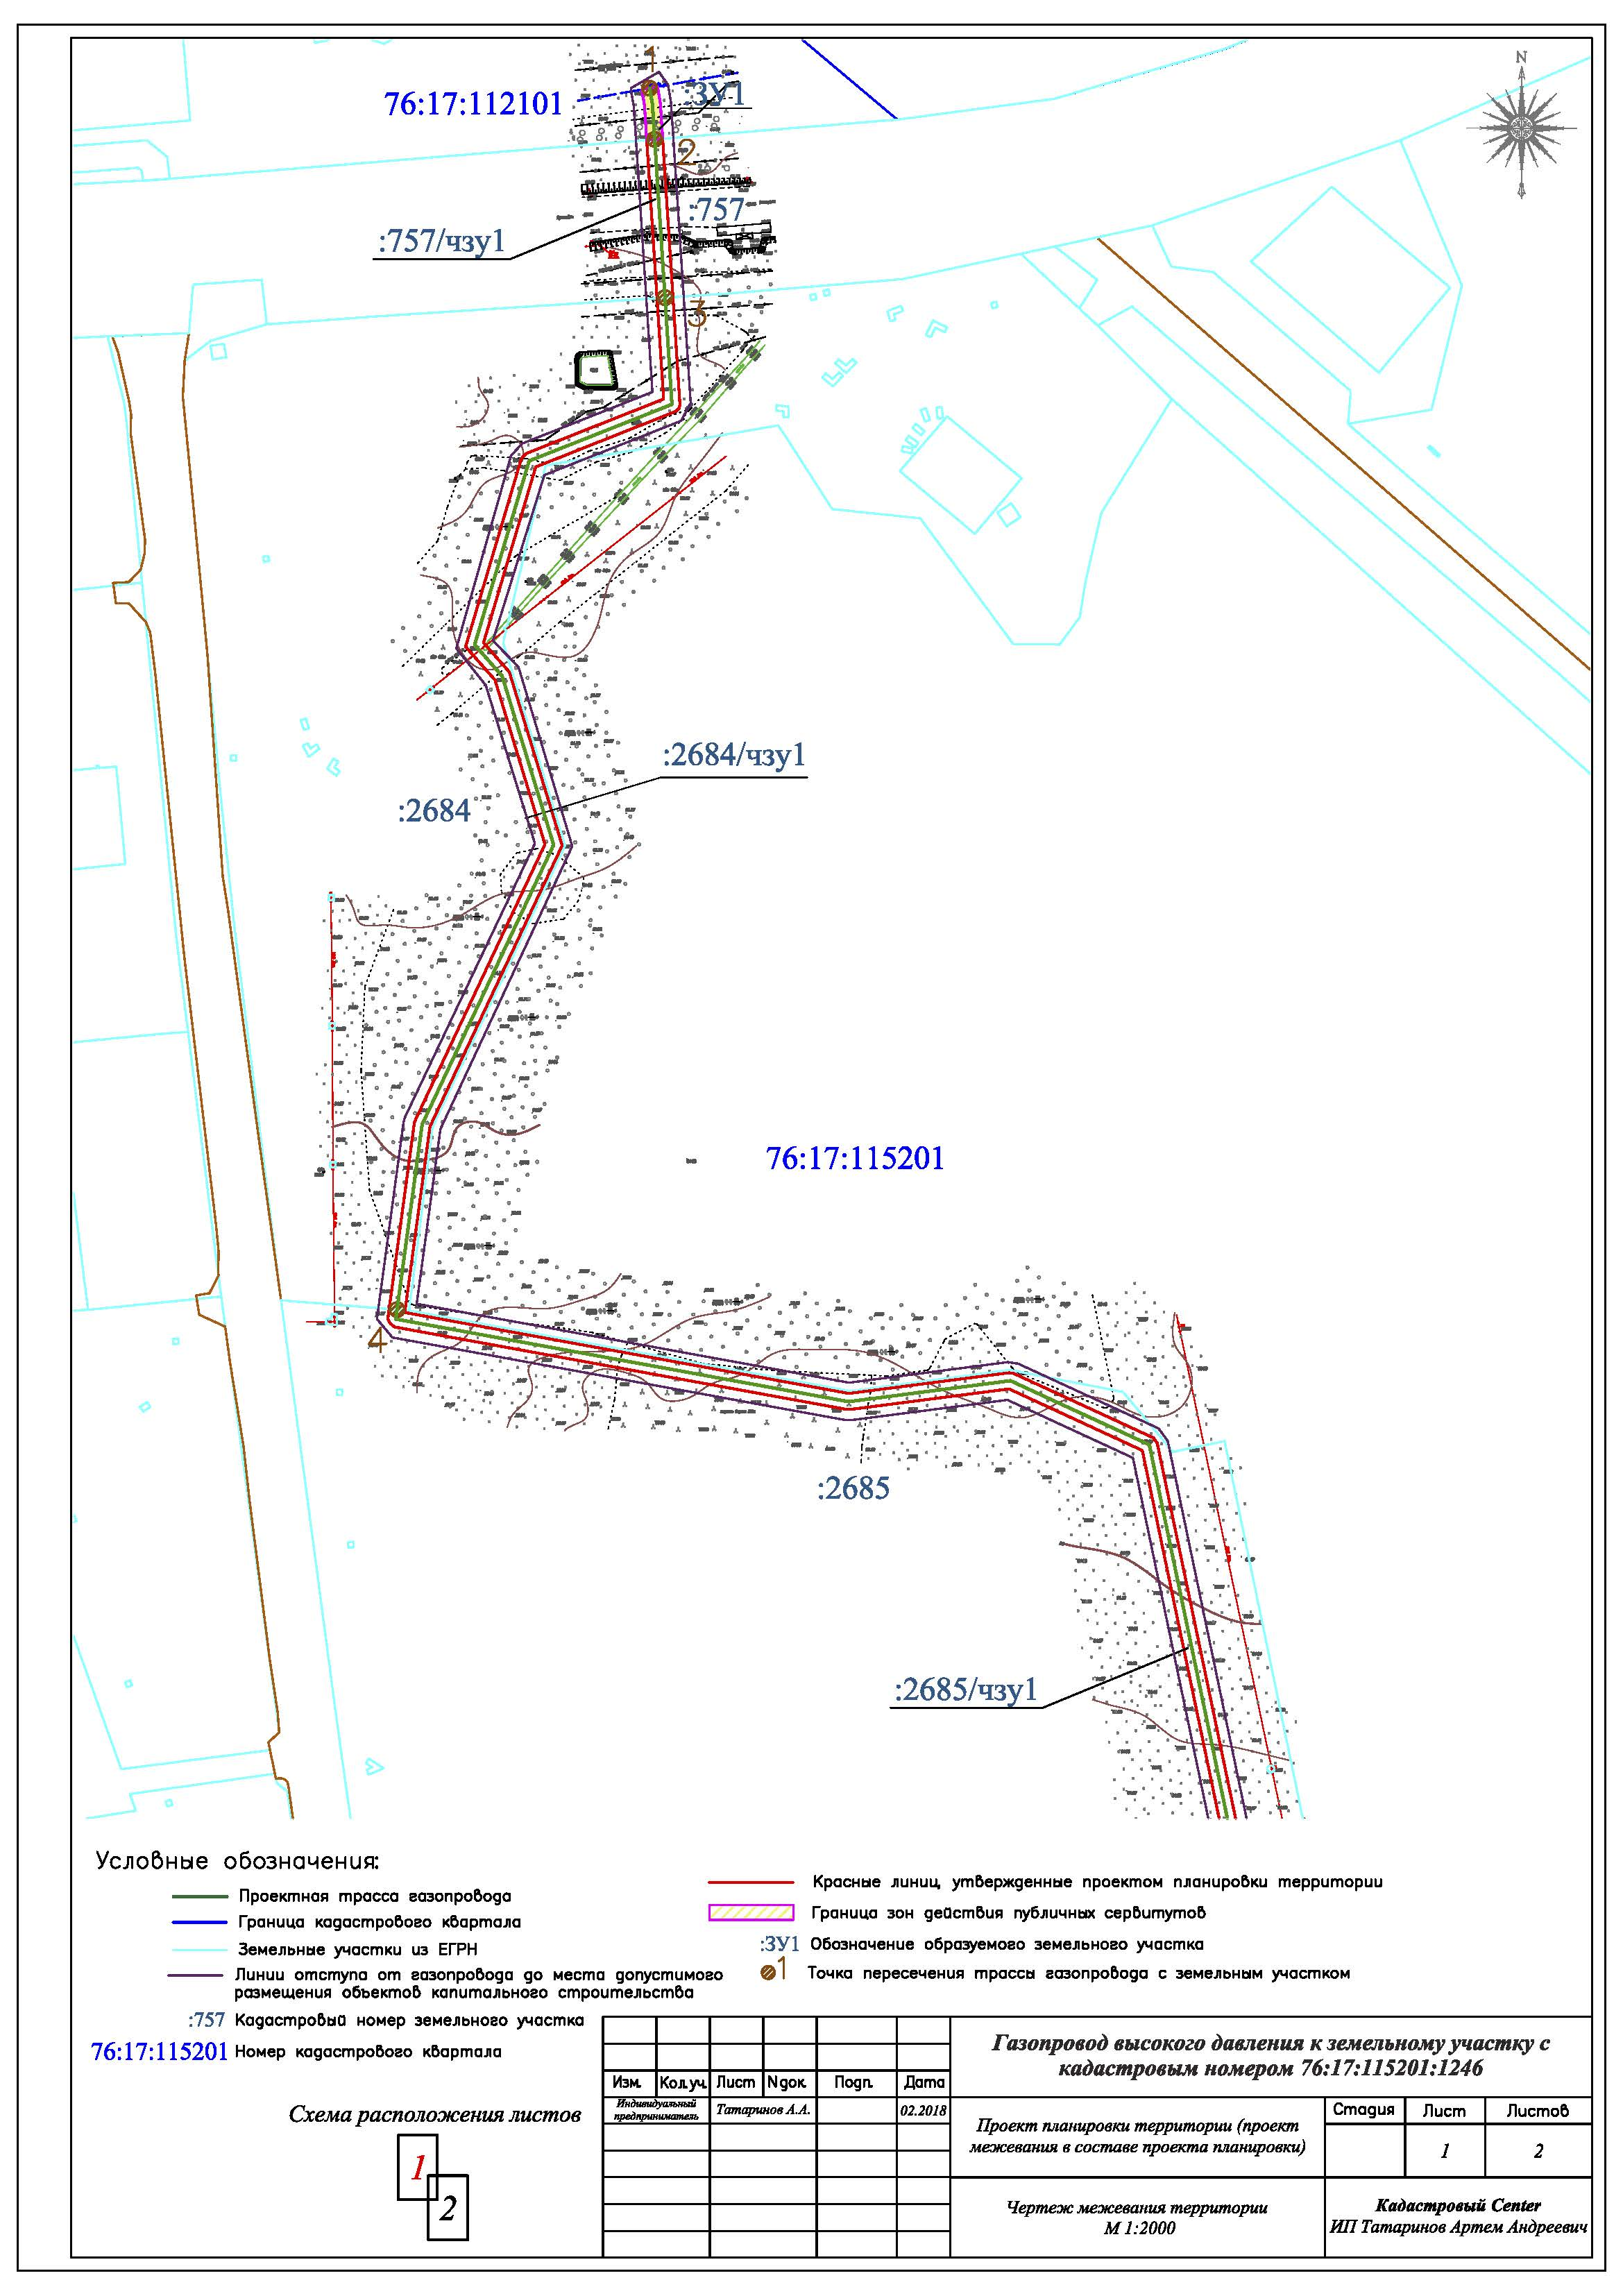 N
1
76:17:112101
:ЗУ1
2
:757
:757/чзу1
3
:2684/чзу1
:2684
76:17:115201
4
:2685
:2685/чзу1
Условные обозначения:
Проектная трасса газопровода
Граница кадастрового квартала
Земельные участки из ЕГРН
Линии отступа от газопровода до места допустимого
размещения объектов капитального строительства
:757 Кадастровый номер земельного участка
76:17:115201 Номер кадастрового квартала
Красные линиц, утвержденные проектом планировки территории
Граница зон действия публичных сервитутов
:ЗУ1 Обозначение образуемого земельного участка
1 Точка пересечения трассы газопровода с земельным участком
Схема расположения листов
1
2
Изм. Кол.уч. Лист Nдок. Подп. Дата
Индивидуальный
предприниматель
Татаринов А.А. 02.2018
Газопровод высокого давления к земельному участку с
кадастровым номером 76:17:115201:1246
Проект планировки территории (проект
межевания в составе проекта планировки)
Стадия Лист Листов
1 2
Чертеж межевания территории
М 1:2000
Кадастровый Center
ИП Татаринов Артем Андреевич